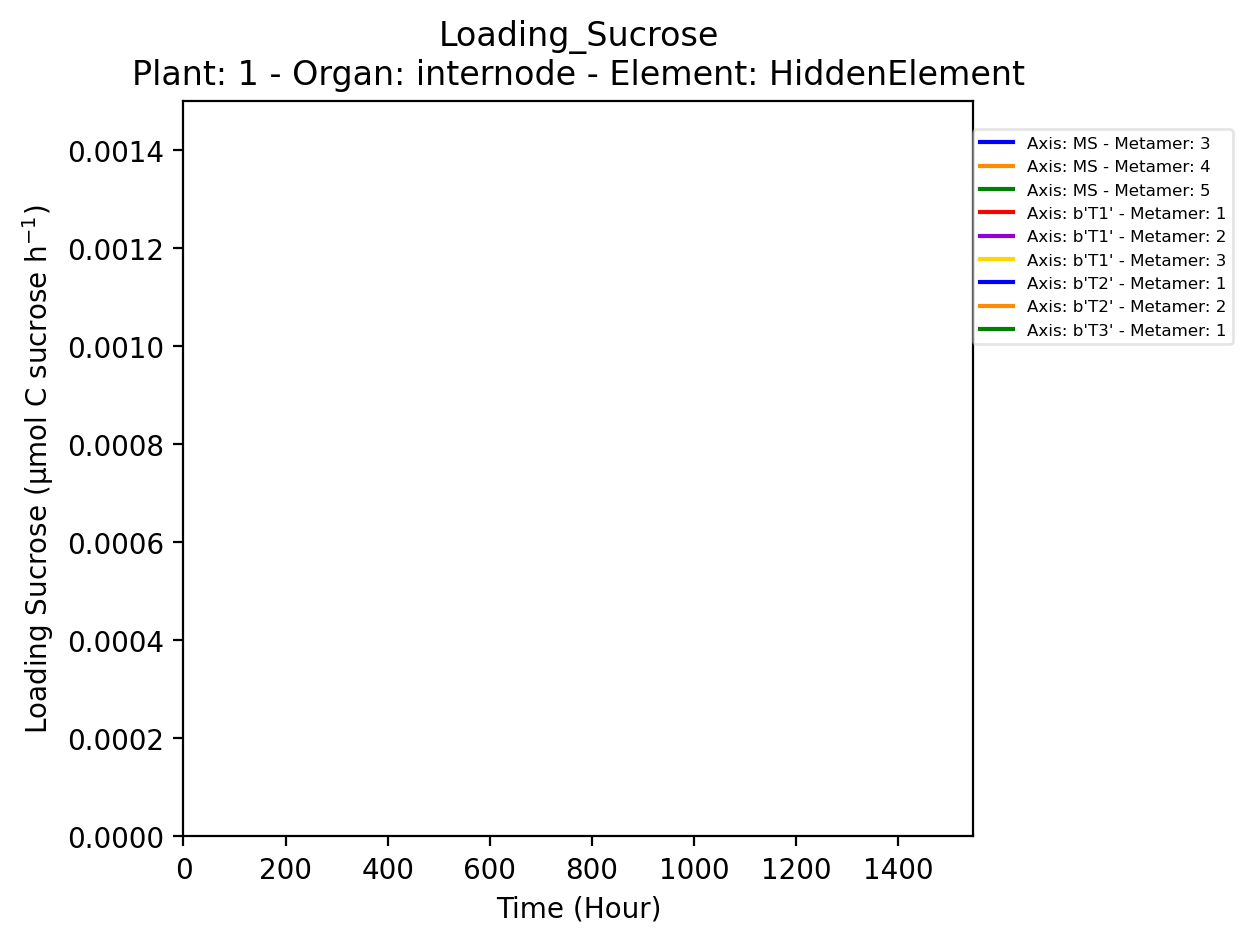 Loading_Sucrose
Plant: 1 - Organ: internode - Element: HiddenElement
Loading Sucrose (µmol C sucrose h⁻¹)
0.0014
0.0012
0.0010
0.0008
0.0006
0.0004
0.0002
0.0000
0 200 400 600 800 1000 1200 1400
Time (Hour)
Axis: MS - Metamer: 3
Axis: MS - Metamer: 4
Axis: MS - Metamer: 5
Axis: b'T1' - Metamer: 1
Axis: b'T1' - Metamer: 2
Axis: b'T1' - Metamer: 3
Axis: b'T2' - Metamer: 1
Axis: b'T2' - Metamer: 2
Axis: b'T3' - Metamer: 1